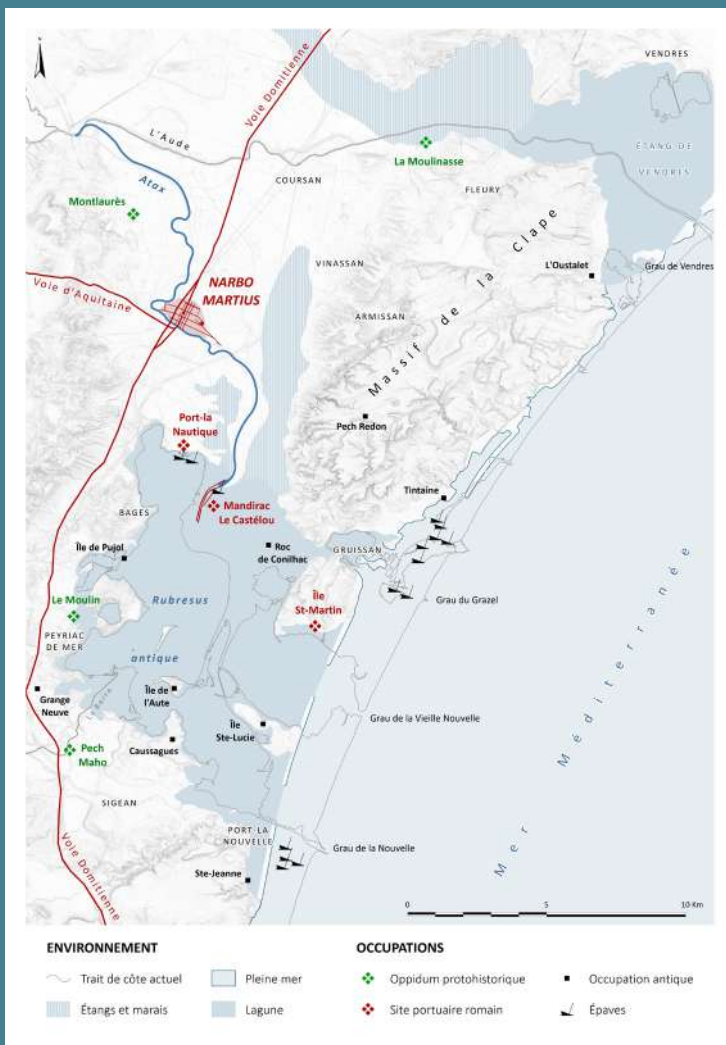 VENDRES
Voie Domitienne
L'Aude
La Moulinasse
ÉTANG DE
VENDRES
Atax
COURSAN
FLEURY
Montlaurès
Massif de la Clape
VINASSAN
L'Oustalet
Grau de Vendres
Voie d'Aquitaine
NARBO
MARTIUS
ARMISSAN
Pech Redon
Port-la
Nautique
Tintaine
Mandirac
Le Castélou
BAGES
Île de Pujol
Roc
de Conilhac
GRUISSAN
Grau du Grazel
Le Moulin
Rubresus
Île
St-Martin
PEYRIAC
DE MER
antique
Mer Méditerranée
Grange
Neuve
Île de
l'Aute
Île
Ste-Lucie
Grau de la Vieille Nouvelle
Pech
Maho
Caussagues
SIGEAN
PORT LA
NOUVELLE
Grau de la Nouvelle
Voie Domitienne
Ste-Jeanne
0 5 10 Km
ENVIRONNEMENT
OCCUPATIONS
Trait de côte actuel
Pleine mer
Oppidum protohistorique
Occupation antique
Étangs et marais
Lagune
Site portuaire romain
Épaves